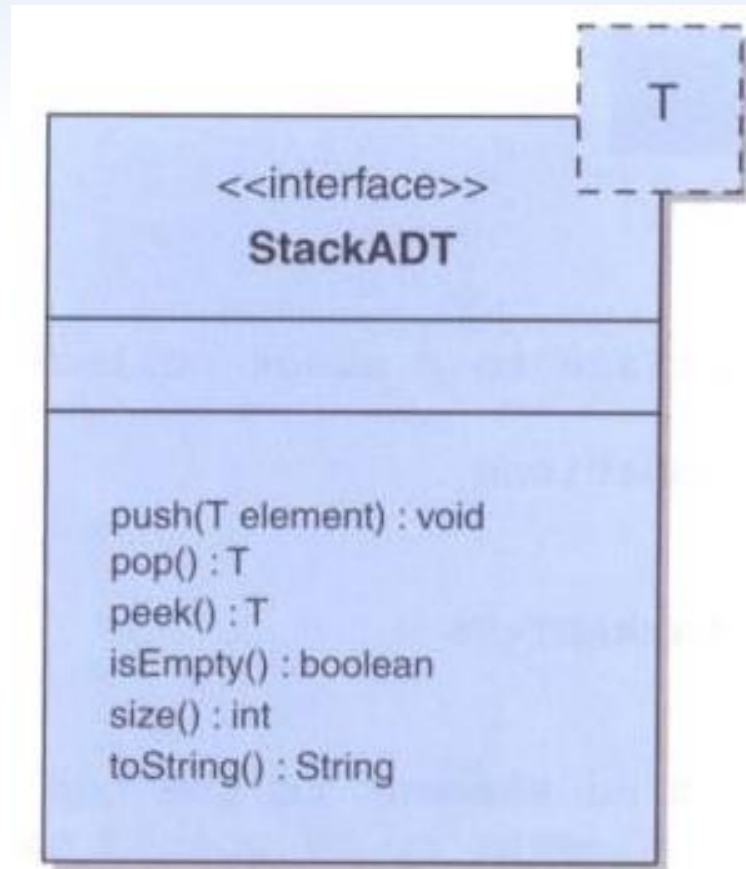 T
<<interface>>
StackADT
push(T element) : void
pop() : T
peek() : T
isEmpty() : boolean
size() : int
toString() : String